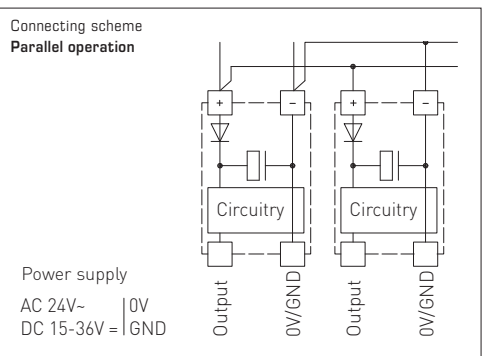 Connecting scheme
Parallel operation
+ − + −
Circuitry Circuitry
Power supply
AC 24V~ 0V
DC 15-36V = GND
Output
0V/GND
Output
0V/GND